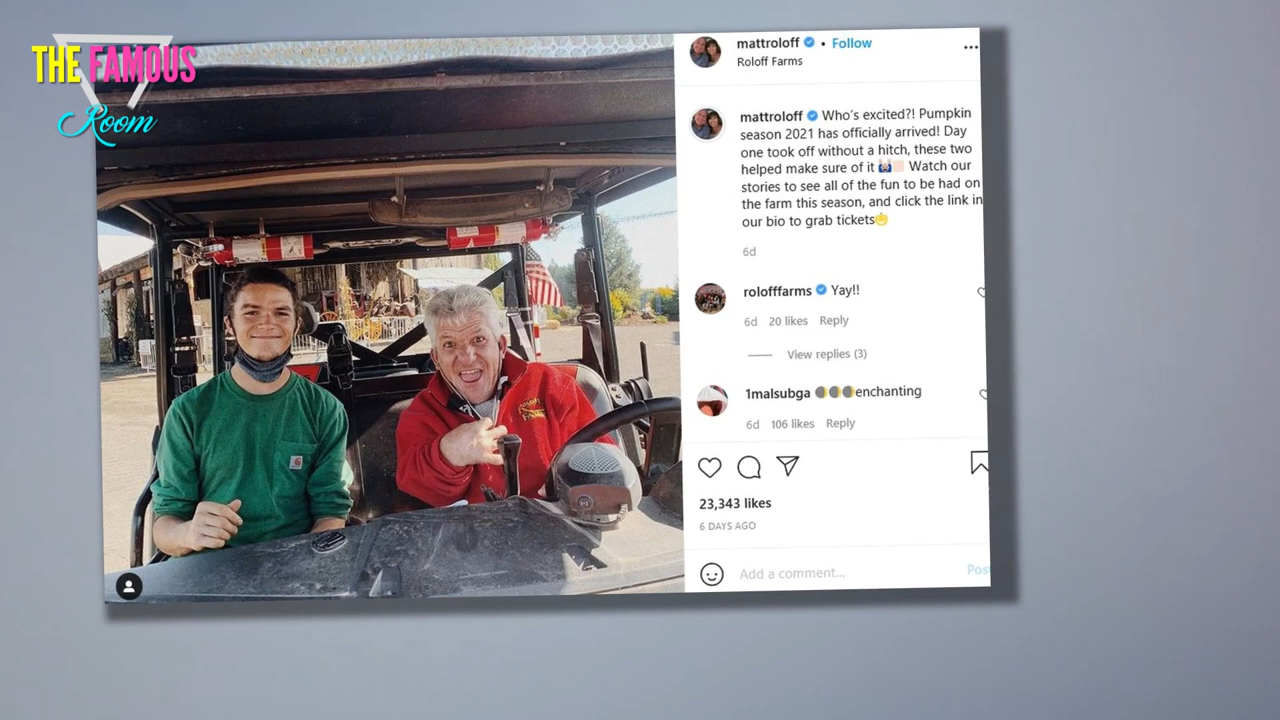 THE FAMOUS
Room
mattroloff • Follow
Roloff Farms
mattroloff Who's excited?! Pumpkin
season 2021 has officially arrived! Day
one took off without a hitch, these two
helped make sure of it 🙌🏻 Watch our
stories to see all of the fun to be had on
the farm this season, and click the link in
our bio to grab tickets🎃
6d
rolofffarms Yay!!
6d 20 likes Reply
View replies (3)
1malsubga enchanting
6d 106 likes Reply
23,343 likes
6 DAYS AGO
Add a comment...
Post